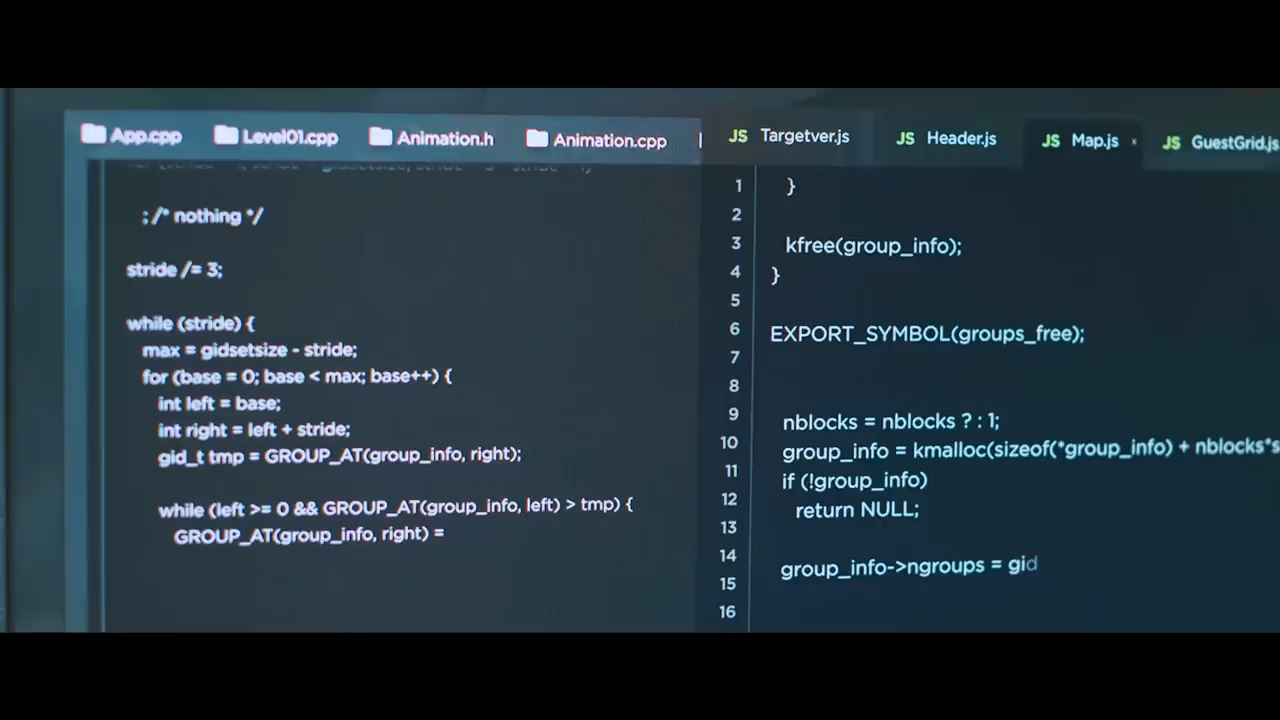 App.cpp Level01.cpp Animation.h Animation.cpp
; /* nothing */
stride /= 3;
while (stride) {
max = gidsetsize - stride;
for (base = 0; base < max; base++) {
int left = base;
int right = left + stride;
gid_t tmp = GROUP_AT(group_info, right);
while (left >= 0 && GROUP_AT(group_info, left) > tmp) {
GROUP_AT(group_info, right) =
JS Targetver.js JS Header.js JS Map.js x JS GuestGrid.js
1 }
2
3 kfree(group_info);
4 }
5
6 EXPORT_SYMBOL(groups_free);
7
8
9 nblocks = nblocks ? : 1;
10 group_info = kmalloc(sizeof(*group_info) + nblocks*s
11 if (!group_info)
12 return NULL;
13
14 group_info->ngroups = gid
15
16